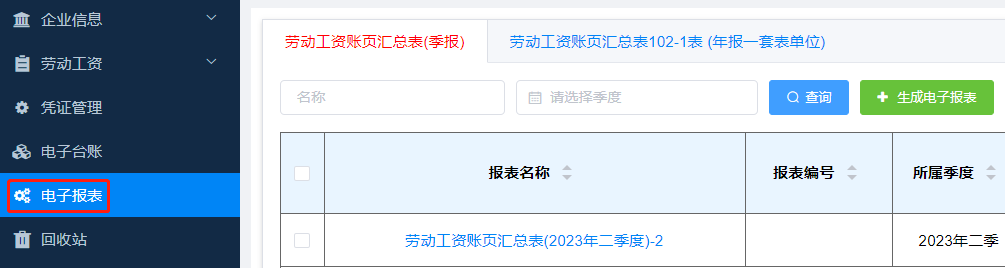 企业信息
劳动工资
凭证管理
电子台账
电子报表
回收站
劳动工资账页汇总表(季报)
劳动工资账页汇总表102-1表 (年报一套表单位)
名称
请选择季度
查询
生成电子报表
报表名称
报表编号
所属季度
劳动工资账页汇总表(2023年二季度)-2
2023年二季